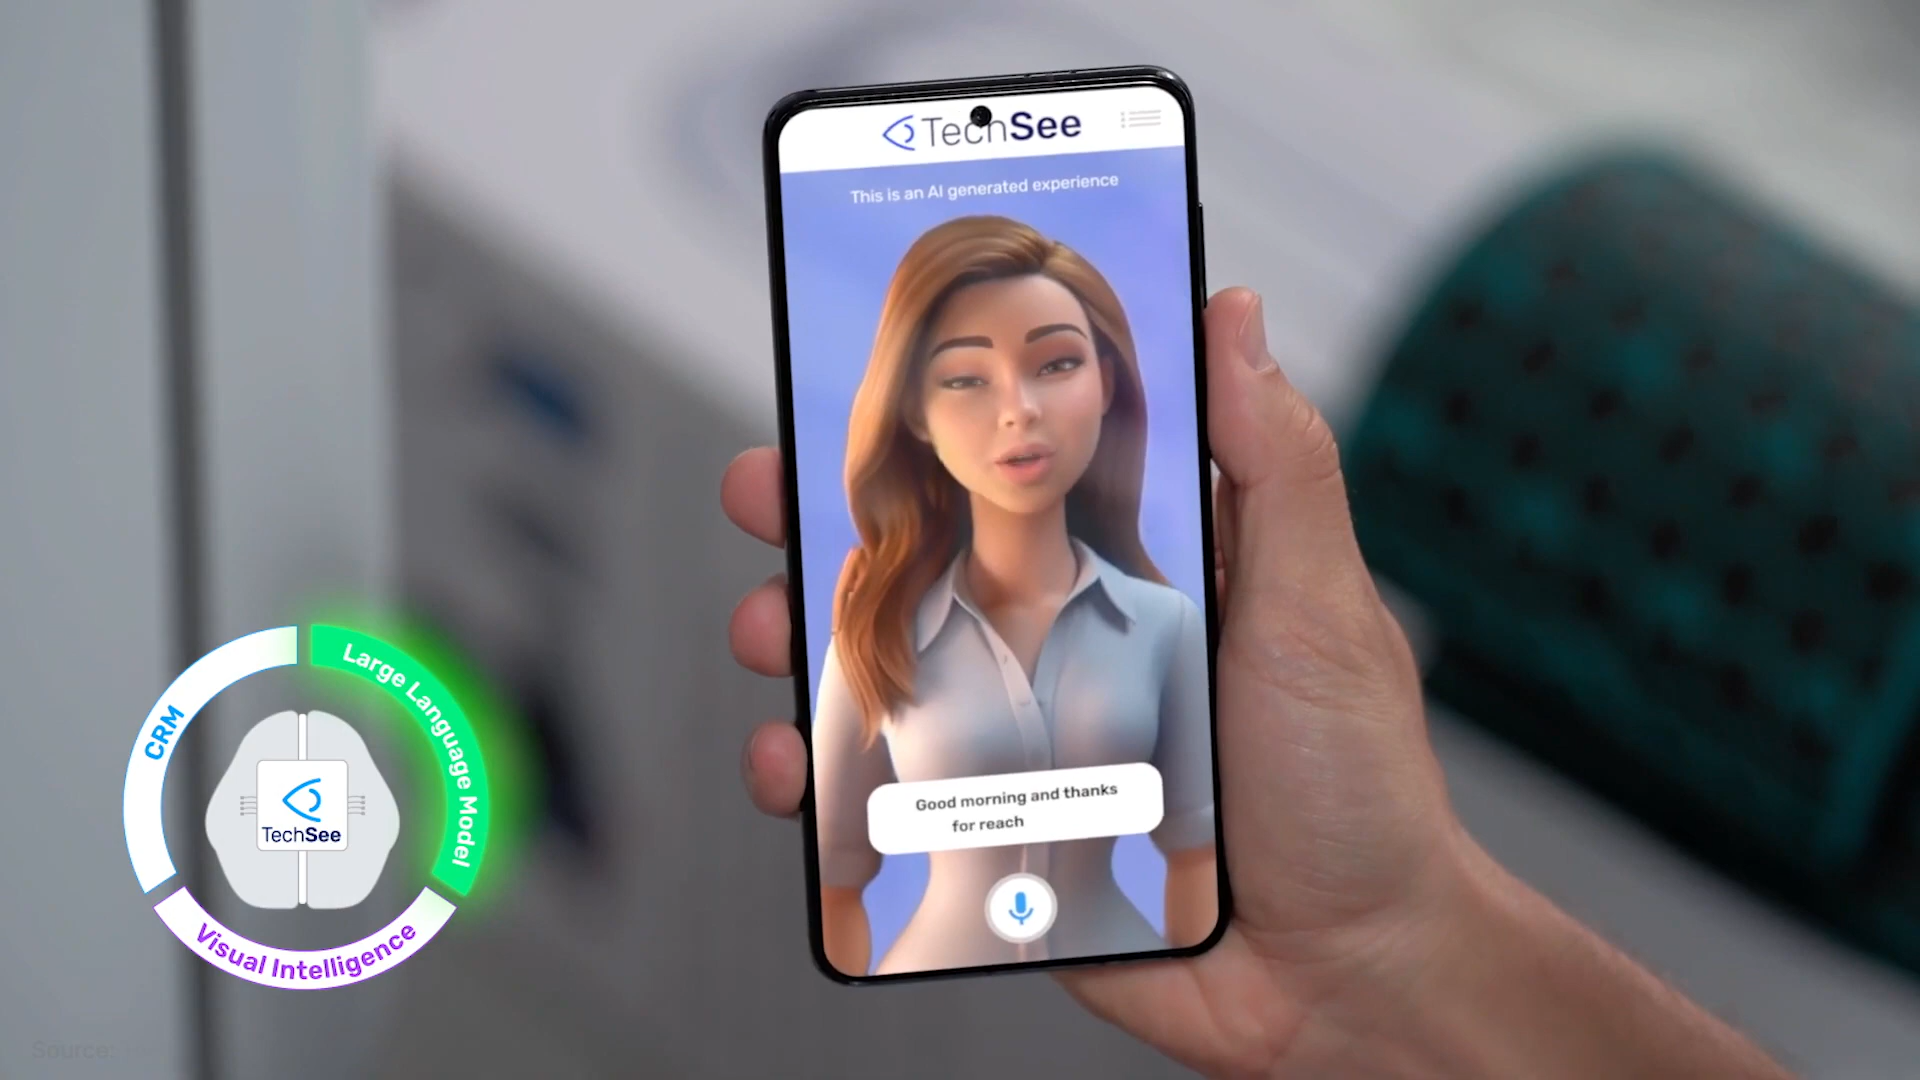 TechSee
This is an AI generated experience
Good morning and thanks
for reach
CRM
Large Language Model
TechSee
Visual Intelligence
Source: